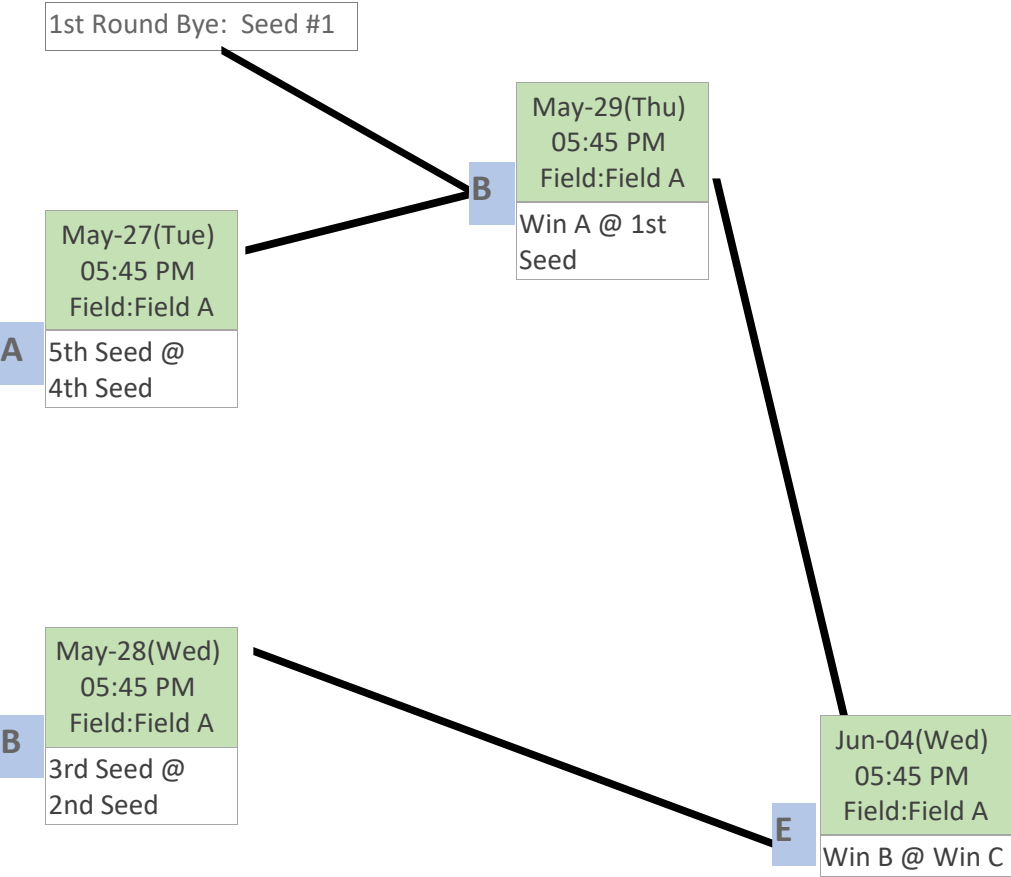 1st Round Bye:  Seed #1
May-29(Thu)
05:45 PM
Field:Field A
B
Win A @ 1st
Seed
May-27(Tue)
05:45 PM
Field:Field A
A
5th Seed @
4th Seed
May-28(Wed)
05:45 PM
Field:Field A
B
3rd Seed @
2nd Seed
Jun-04(Wed)
05:45 PM
Field:Field A
E
Win B @ Win C